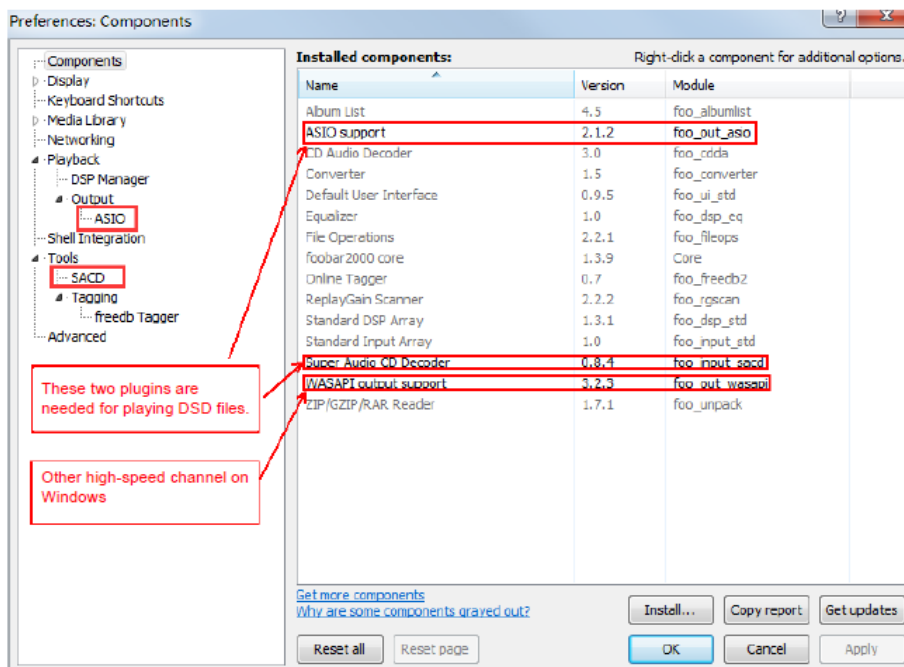 Preferences: Components
Components
Display
Keyboard Shortcuts
Media Library
Networking
Playback
DSP Manager
Output
ASIO
Shell Integration
Tools
SACD
Tagging
freedb Tagger
Advanced
These two plugins are
needed for playing DSD files.
Other high-speed channel on
Windows
Installed components: Right-click a component for additional options.
Name Version Module
Album List 4.5 foo_albumlist
ASIO support 2.1.2 foo_out_asio
CD Audio Decoder 3.0 foo_cdda
Converter 1.5 foo_converter
Default User Interface 0.9.5 foo_ui_std
Equalizer 1.0 foo_dsp_eq
File Operations 2.2.1 foo_fileops
foobar2000 core 1.3.9 Core
Online Tagger 0.7 foo_freedb2
ReplayGain Scanner 2.2.2 foo_rgscan
Standard DSP Array 1.3.1 foo_dsp_std
Standard Input Array 1.0 foo_input_std
Super Audio CD Decoder 0.8.4 foo_input_sacd
WASAPI output support 3.2.3 foo_out_wasapi
ZIP/GZIP/RAR Reader 1.7.1 foo_unpack
Get more components
Why are some components grayed out?
Install... Copy report Get updates
Reset all Reset page OK Cancel Apply